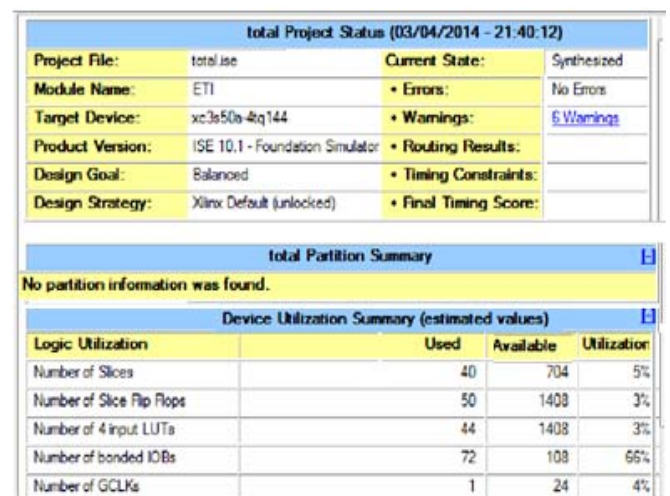 total Project Status (03/04/2014 - 21:40:12)
Project File: total.ise Current State: Synthesized
Module Name: ETI • Errors: No Errors
Target Device: xc3s50a-4tq144 • Warnings: 6 Warnings
Product Version: ISE 10.1 - Foundation Simulator • Routing Results:
Design Goal: Balanced • Timing Constraints:
Design Strategy: Xilinx Default (unlocked) • Final Timing Score:
total Partition Summary [-]
No partition information was found.
Device Utilization Summary (estimated values) [-]
Logic Utilization Used Available Utilization
Number of Slices 40 704 5%
Number of Slice Flip Flops 50 1408 3%
Number of 4 input LUTs 44 1408 3%
Number of bonded IOBs 72 108 66%
Number of GCLKs 1 24 4%